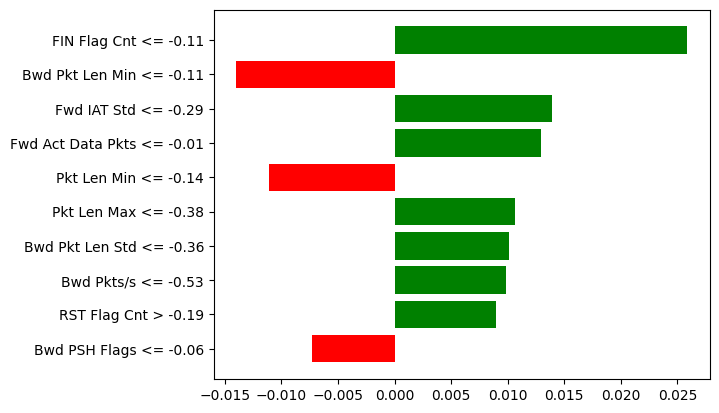 FIN Flag Cnt <= -0.11
Bwd Pkt Len Min <= -0.11
Fwd IAT Std <= -0.29
Fwd Act Data Pkts <= -0.01
Pkt Len Min <= -0.14
Pkt Len Max <= -0.38
Bwd Pkt Len Std <= -0.36
Bwd Pkts/s <= -0.53
RST Flag Cnt > -0.19
Bwd PSH Flags <= -0.06
−0.015 −0.010 −0.005 0.000 0.005 0.010 0.015 0.020 0.025